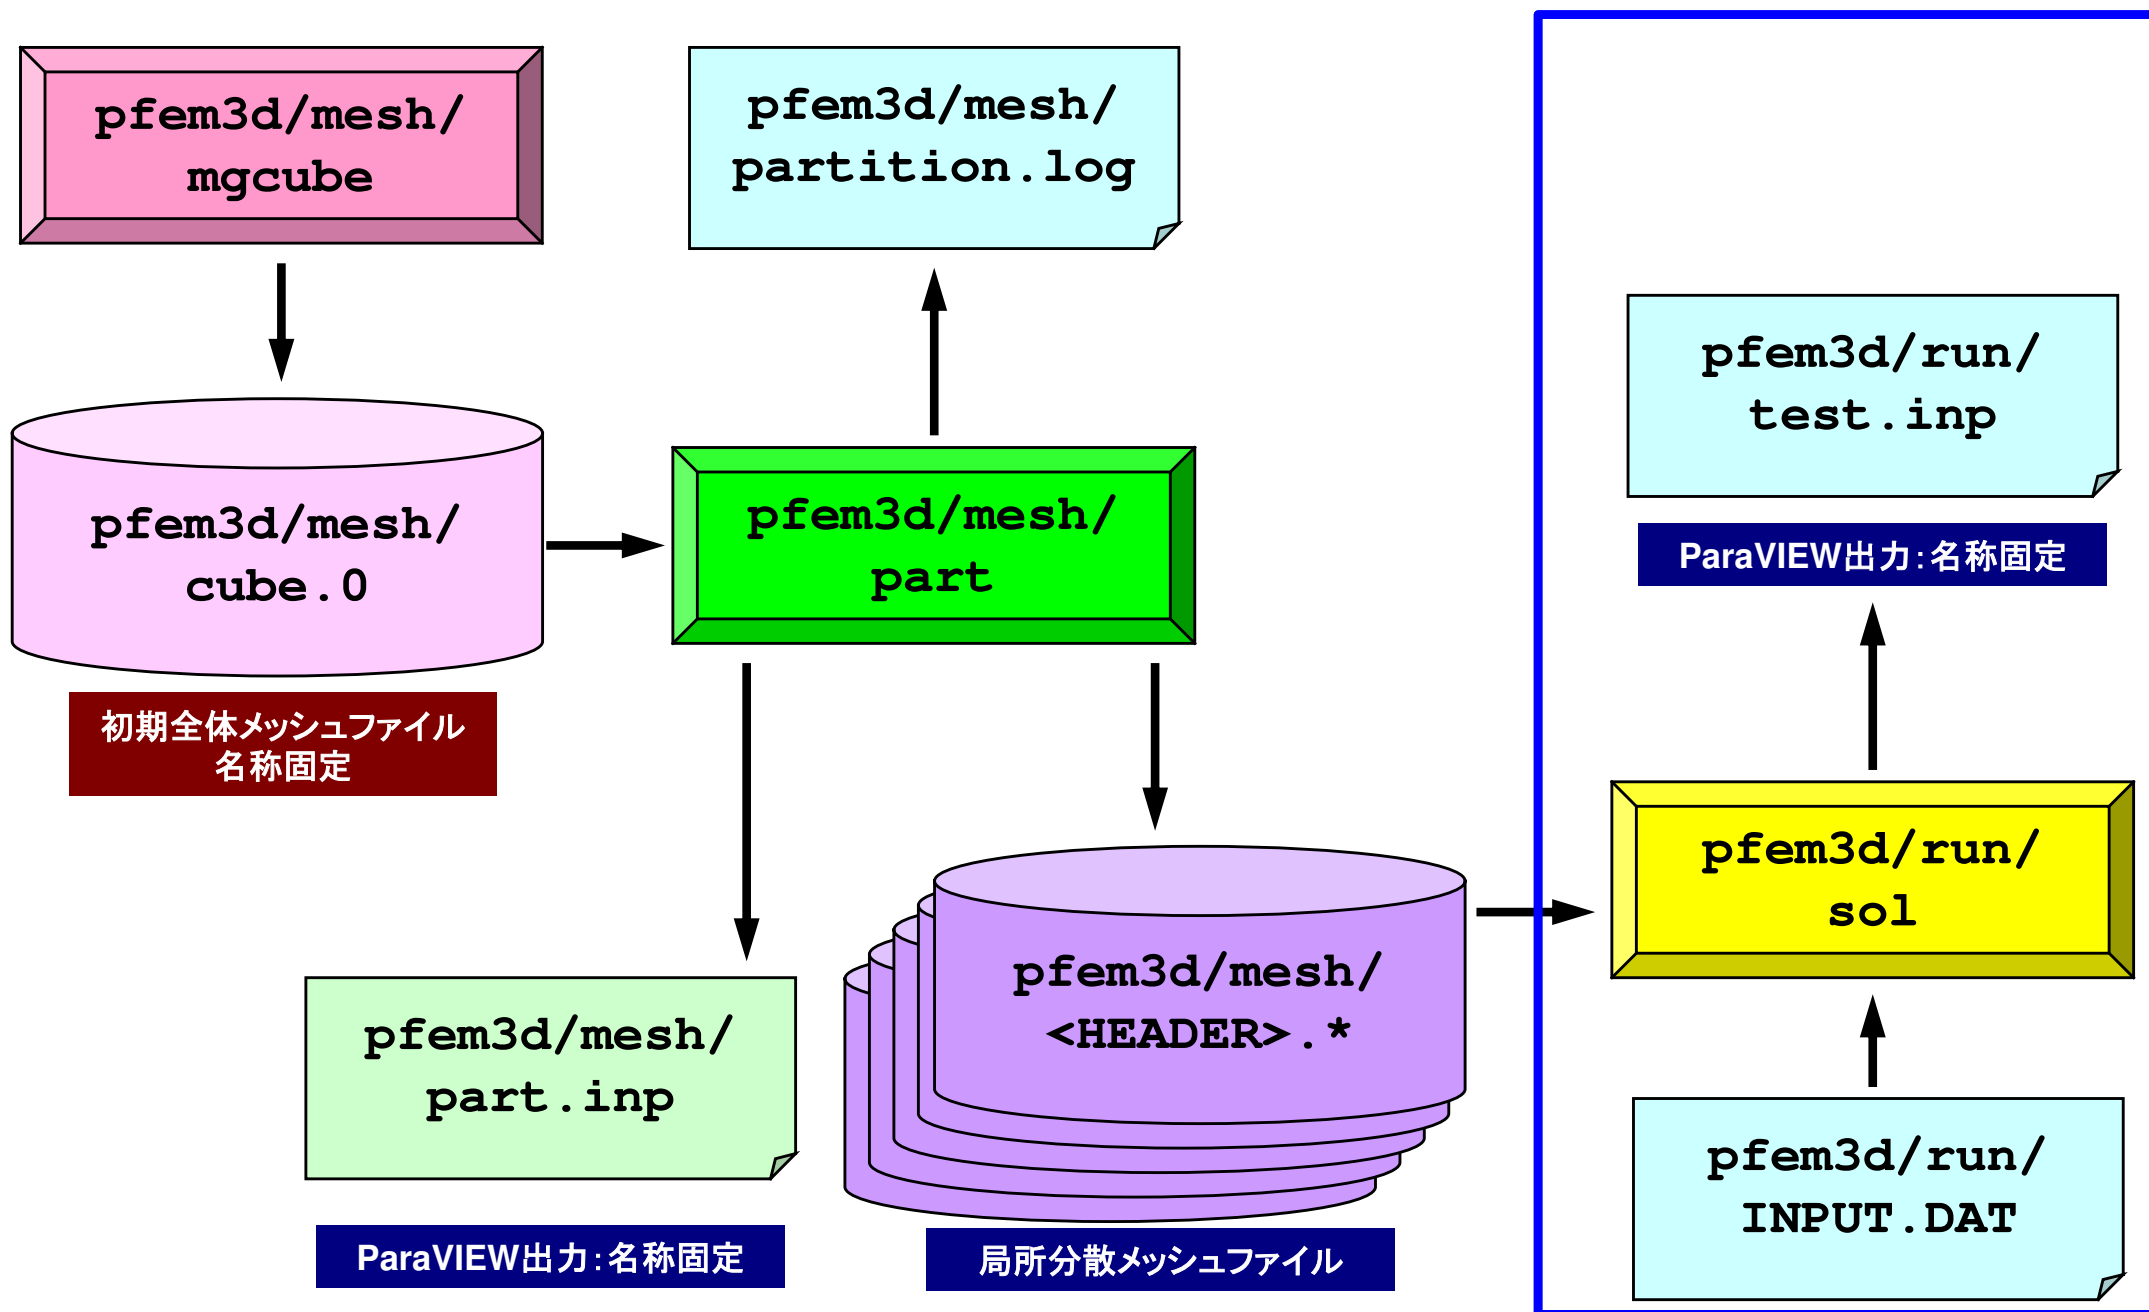 pfem3d/mesh/
mgcube
pfem3d/mesh/
partition.log
pfem3d/run/
test.inp
ParaVIEW出力:名称固定
pfem3d/mesh/
cube.0
初期全体メッシュファイル
名称固定
pfem3d/mesh/
part
pfem3d/run/
sol
pfem3d/mesh/
<HEADER>.*
局所分散メッシュファイル
pfem3d/mesh/
part.inp
ParaVIEW出力:名称固定
pfem3d/run/
INPUT.DAT